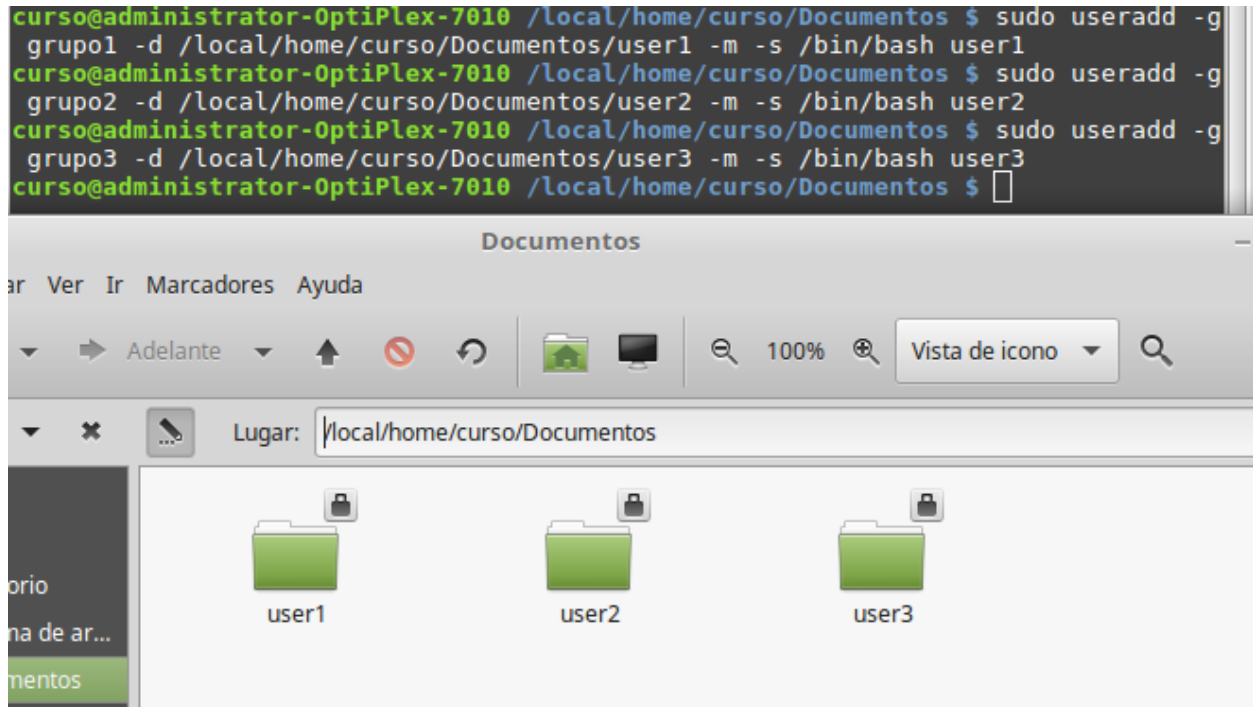 curso@administrator-OptiPlex-7010 /local/home/curso/Documentos $ sudo useradd -g
grupo1 -d /local/home/curso/Documentos/user1 -m -s /bin/bash user1
curso@administrator-OptiPlex-7010 /local/home/curso/Documentos $ sudo useradd -g
grupo2 -d /local/home/curso/Documentos/user2 -m -s /bin/bash user2
curso@administrator-OptiPlex-7010 /local/home/curso/Documentos $ sudo useradd -g
grupo3 -d /local/home/curso/Documentos/user3 -m -s /bin/bash user3
curso@administrator-OptiPlex-7010 /local/home/curso/Documentos $
Documentos
ar Ver Ir Marcadores Ayuda
Adelante 100% Vista de icono
Lugar: /local/home/curso/Documentos
orio
ma de ar...
mentos
user1 user2 user3